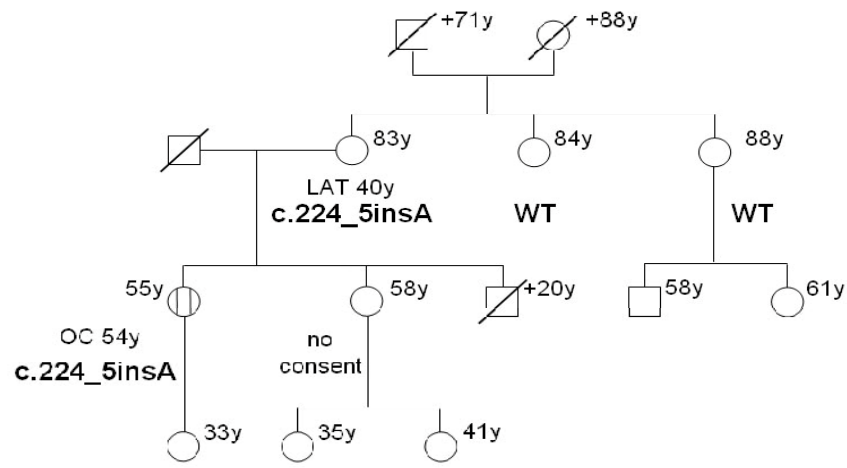 +71y
+88y
83y
84y
88y
LAT 40y
c.224_5insA
WT
WT
55y
58y
+20y
58y
61y
OC 54y
c.224_5insA
no
consent
33y
35y
41y